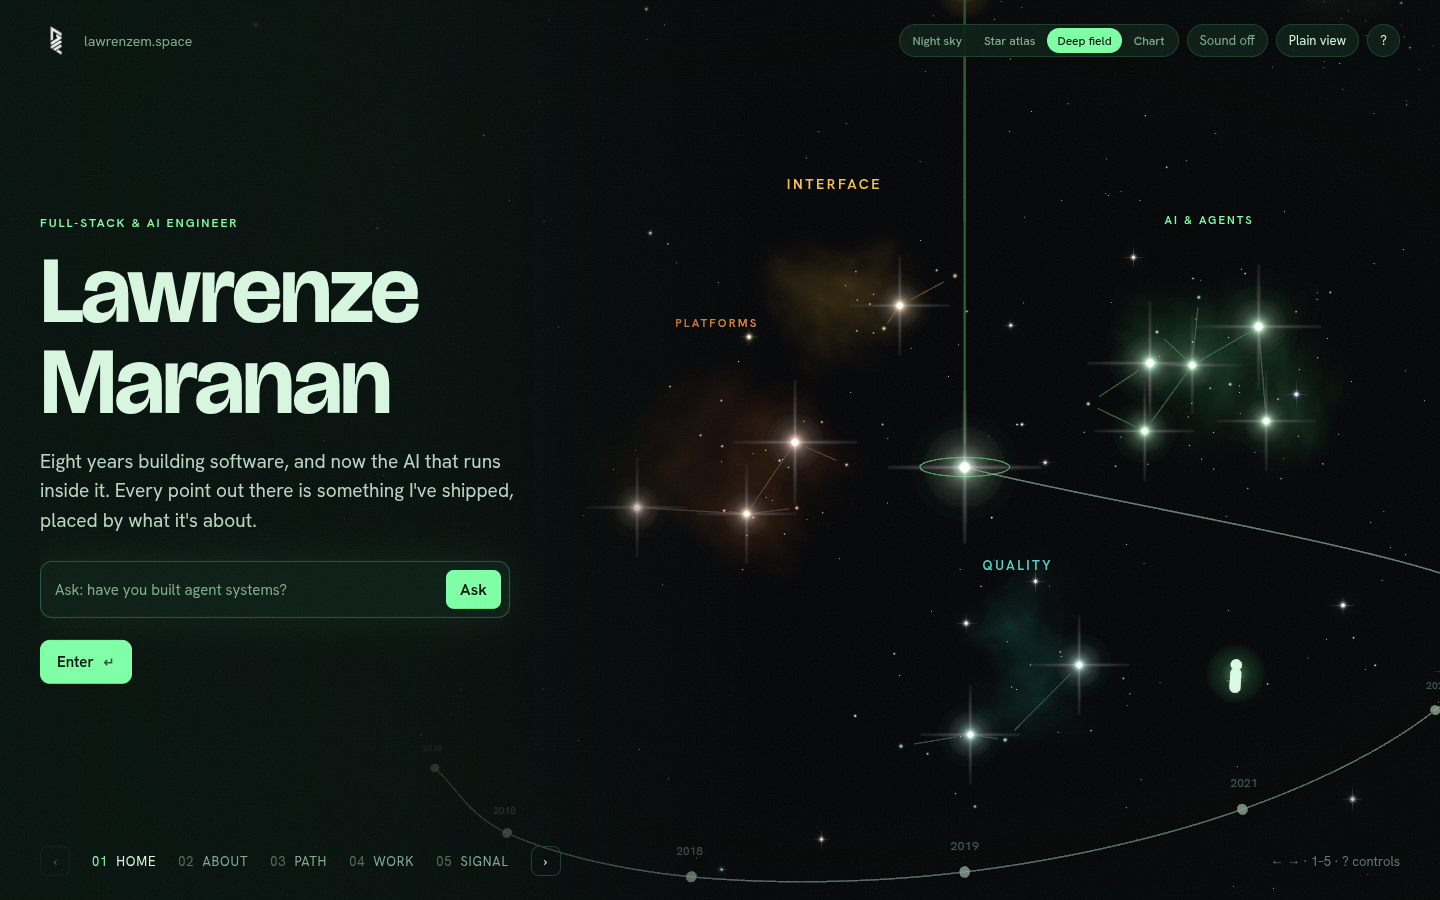 lawrenzem.space
Night sky
Star atlas
Deep field
Chart
Sound off
Plain view
?
INTERFACE
AI & AGENTS
FULL-STACK & AI ENGINEER
Lawrenze
Maranan
PLATFORMS
Eight years building software, and now the AI that runs
inside it. Every point out there is something I've shipped,
placed by what it's about.
Ask: have you built agent systems?
Ask
QUALITY
Enter ↵
2018
2018
2018
2019
2021
‹
01 HOME
02 ABOUT
03 PATH
04 WORK
05 SIGNAL
›
← → · 1-5 · ? controls